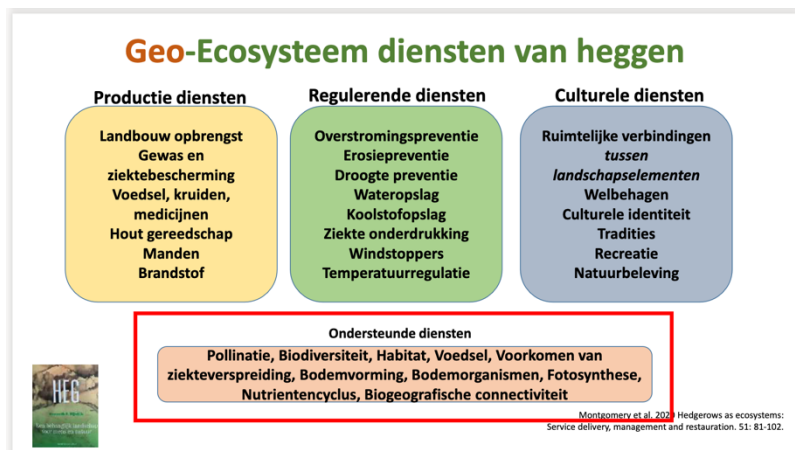 Geo-Ecosysteem diensten van heggen
Productie diensten
Landbouw opbrengst
Gewas en
ziektebescherming
Voedsel, kruiden,
medicijnen
Hout gereedschap
Manden
Brandstof
Regulerende diensten
Overstromingspreventie
Erosiepreventie
Droogte preventie
Wateropslag
Koolstofopslag
Ziekte onderdrukking
Windstoppers
Temperatuurregulatie
Culturele diensten
Ruimtelijke verbindingen
tussen
landschapselementen
Welbehagen
Culturele identiteit
Tradities
Recreatie
Natuurbeleving
Ondersteunde diensten
Pollinatie, Biodiversiteit, Habitat, Voedsel, Voorkomen van
ziekteverspreiding, Bodemvorming, Bodemorganismen, Fotosynthese,
Nutrientencyclus, Biogeografische connectiviteit
HEG
Montgomery et al. 2020 Hedgerows as ecosystems:
Service delivery, management and restauration. 51: 81-102.